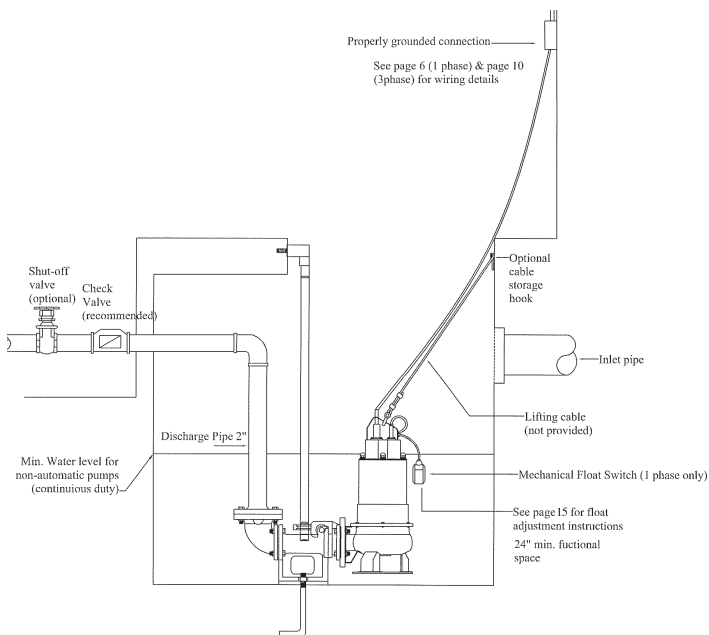 Properly grounded connection
See page 6 (1 phase) & page 10
(3phase) for wiring details
Optional
cable
storage
hook
Shut-off
valve
(optional)
Check
Valve
(recommended)
Inlet pipe
Lifting cable
(not provided)
Discharge Pipe 2"
Min. Water level for
non-automatic pumps
(continuious duty)
Mechanical Float Switch (1 phase only)
See page 15 for float
adjustment instructions
24" min. fuctional
space